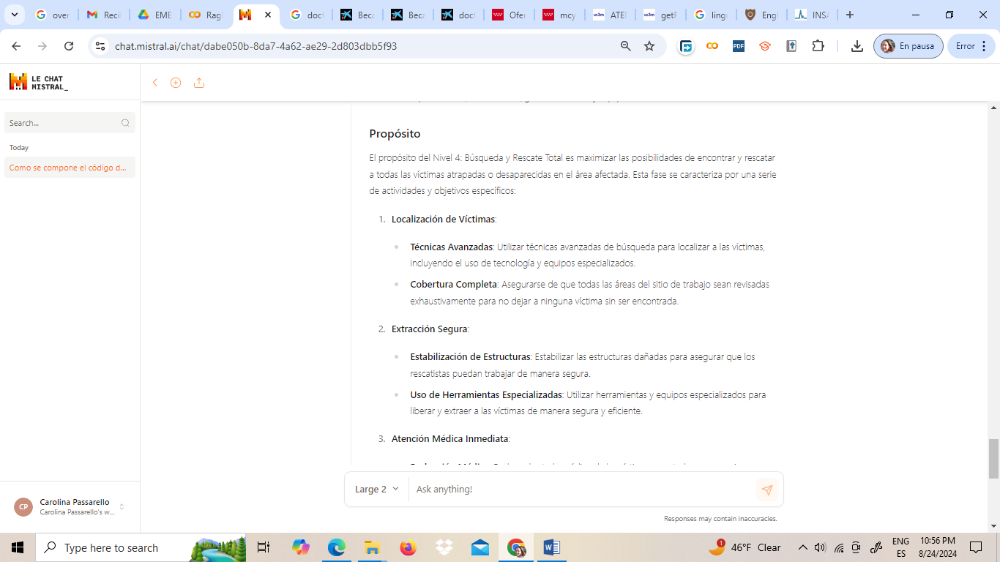 over
Reci
EME
Rag
doct
Beca
Beca
doct
Ofer
mcy
ATEI
getF
ling
Engl
INSA
chat.mistral.ai/chat/dabe050b-8da7-4a62-ae29-2d803dbb5f93
PDF
En pausa
Error
LE CHAT
MISTRAL_
Search...
Today
Como se compone el código d...
Propósito
El propósito del Nivel 4: Búsqueda y Rescate Total es maximizar las posibilidades de encontrar y rescatar
a todas las víctimas atrapadas o desaparecidas en el área afectada. Esta fase se caracteriza por una serie
de actividades y objetivos específicos:
1. Localización de Víctimas:
Técnicas Avanzadas: Utilizar técnicas avanzadas de búsqueda para localizar a las víctimas,
incluyendo el uso de tecnología y equipos especializados.
Cobertura Completa: Asegurarse de que todas las áreas del sitio de trabajo sean revisadas
exhaustivamente para no dejar a ninguna víctima sin ser encontrada.
2. Extracción Segura:
Estabilización de Estructuras: Estabilizar las estructuras dañadas para asegurar que los
rescatistas puedan trabajar de manera segura.
Uso de Herramientas Especializadas: Utilizar herramientas y equipos especializados para
liberar y extraer a las víctimas de manera segura y eficiente.
3. Atención Médica Inmediata:
Large 2
Ask anything!
Responses may contain inaccuracies.
CP
Carolina Passarello
Carolina Passarello's w...
Type here to search
1
46°F Clear
ENG
ES
10:56 PM
8/24/2024